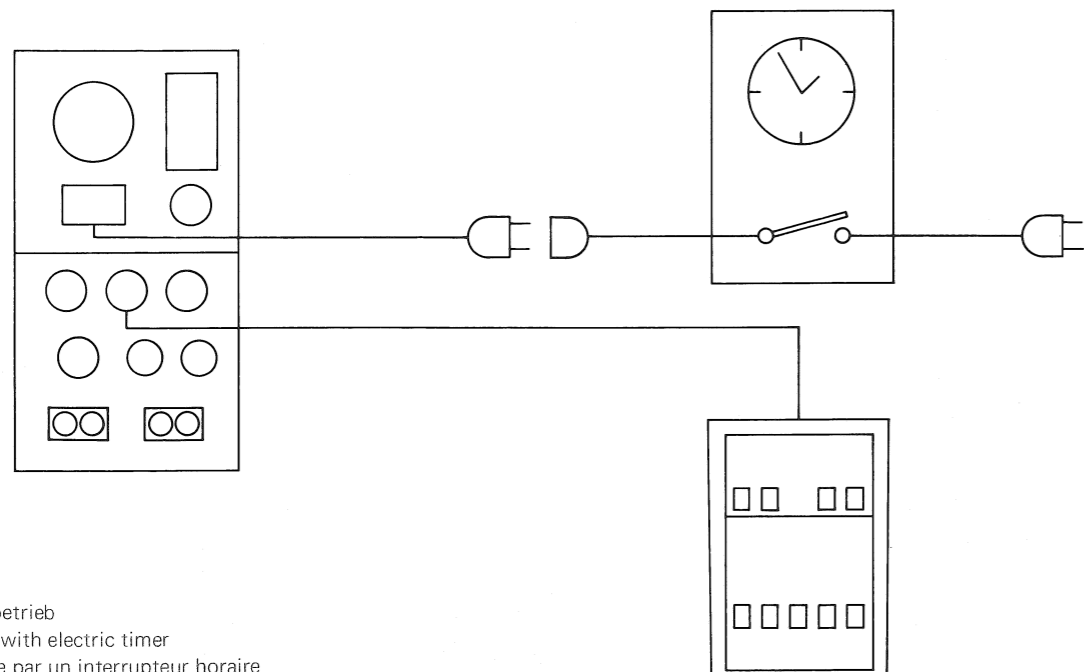 betrieb
with electric timer
e par un interrupteur horaire